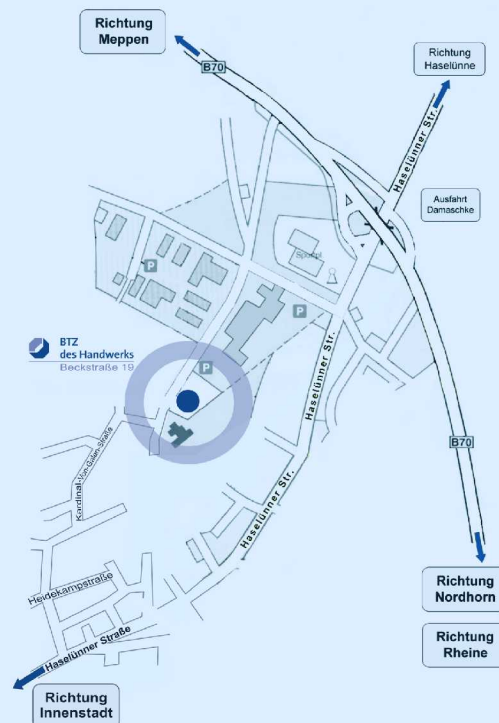 Richtung
Meppen
B70
Richtung
Haselünne
Haselünner Str.
Ausfahrt
Damaschke
Sportpl.
P
P
BTZ
des Handwerks
Beckstraße 19
P
Haselünner Str.
Kardinal-von-Galen-Straße
B70
Haselünner Str.
Heidekampstraße
Richtung
Nordhorn
Haselünner Straße
Richtung
Rheine
Richtung
Innenstadt